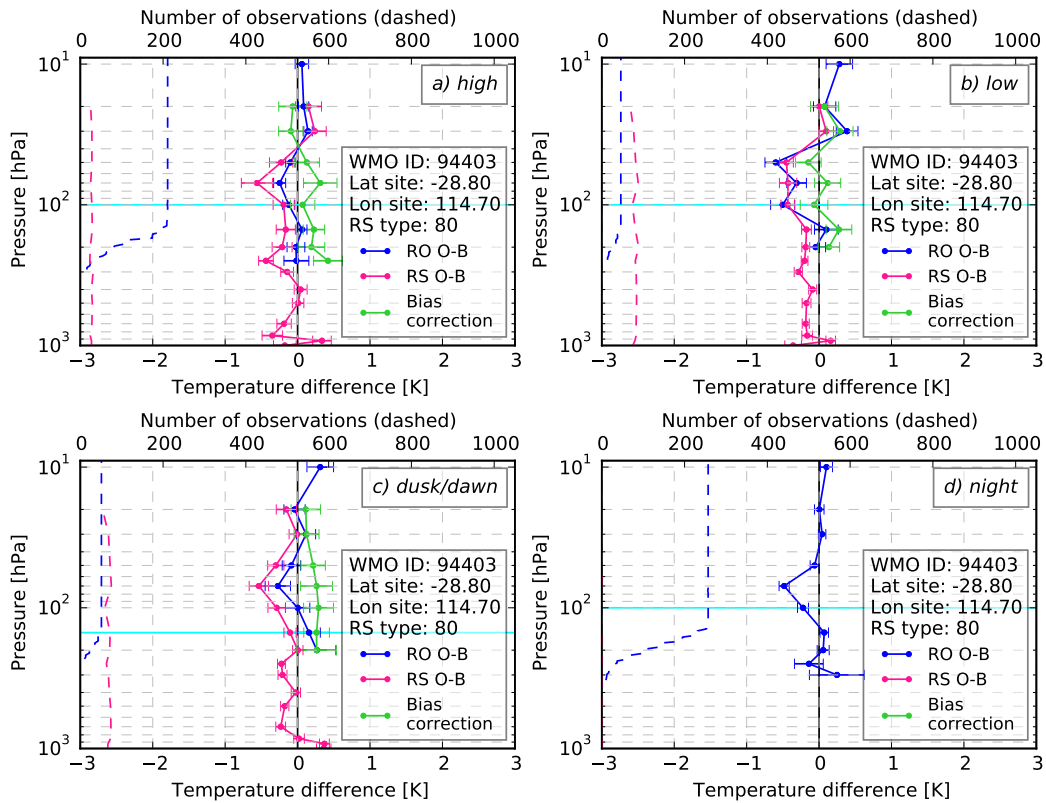 Number of observations (dashed)
0 200 400 600 800 1000
a) high
Pressure [hPa]
10^1
10^2
10^3
WMO ID: 94403
Lat site: -28.80
Lon site: 114.70
RS type: 80
RO O-B
RS O-B
Bias
correction
−3 −2 −1 0 1 2 3
Temperature difference [K]
Number of observations (dashed)
0 200 400 600 800 1000
b) low
Pressure [hPa]
10^1
10^2
10^3
WMO ID: 94403
Lat site: -28.80
Lon site: 114.70
RS type: 80
RO O-B
RS O-B
Bias
correction
−3 −2 −1 0 1 2 3
Temperature difference [K]
Number of observations (dashed)
0 200 400 600 800 1000
c) dusk/dawn
Pressure [hPa]
10^1
10^2
10^3
WMO ID: 94403
Lat site: -28.80
Lon site: 114.70
RS type: 80
RO O-B
RS O-B
Bias
correction
−3 −2 −1 0 1 2 3
Temperature difference [K]
Number of observations (dashed)
0 200 400 600 800 1000
d) night
Pressure [hPa]
10^1
10^2
10^3
WMO ID: 94403
Lat site: -28.80
Lon site: 114.70
RS type: 80
RO O-B
RS O-B
Bias
correction
−3 −2 −1 0 1 2 3
Temperature difference [K]